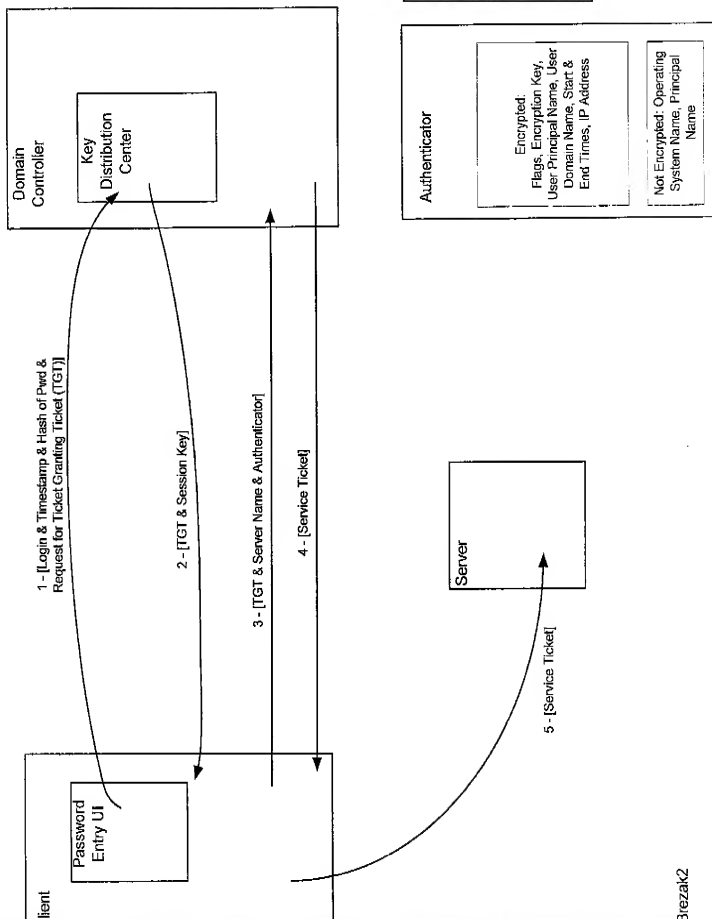 Domain
Controller
Key
Distribution
Center
1 - [Login & Timestamp & Hash of Pwd &
Request for Ticket Granting Ticket (TGT)]
2 - [TGT & Session Key]
3 - [TGT & Server Name & Authenticator]
4 - [Service Ticket]
lient
Password
Entry UI
Server
5 - [Service Ticket]
Authenticator
Encrypted:
Flags, Encryption Key,
User Principal Name, User
Domain Name, Start &
End Times, IP Address
Not Encrypted: Operating
System Name, Principal
Name
Brezak2